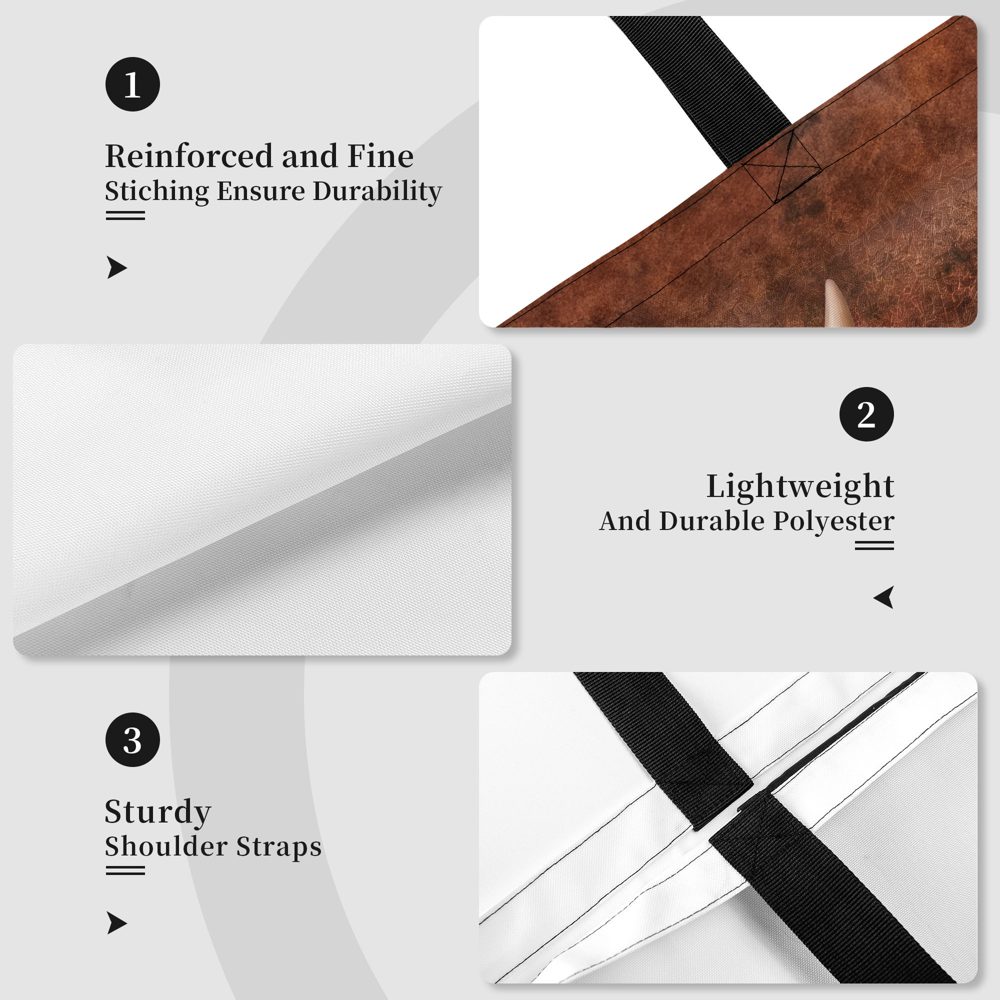 1
Reinforced and Fine
Stiching Ensure Durability
2
Lightweight
And Durable Polyester
3
Sturdy
Shoulder Straps